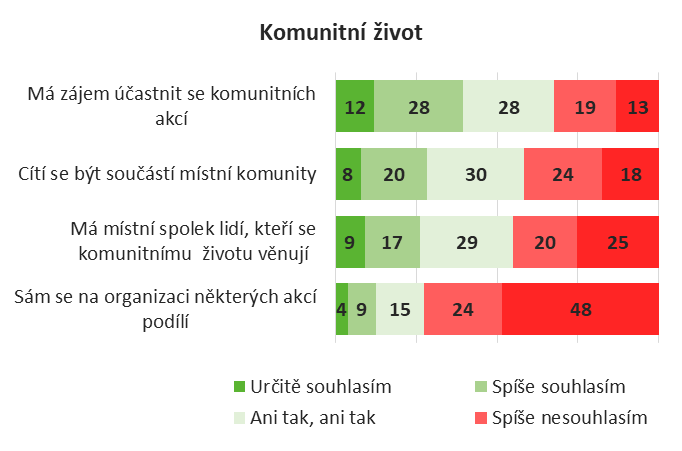 Komunitní život
Má zájem účastnit se komunitních
akcí
12 28 28 19 13
Cítí se být součástí místní komunity
8 20 30 24 18
Má místní spolek lidí, kteří se
komunitnímu životu věnují
9 17 29 20 25
Sám se na organizaci některých akcí
podílí
4 9 15 24 48
Určitě souhlasím
Spíše souhlasím
Ani tak, ani tak
Spíše nesouhlasím